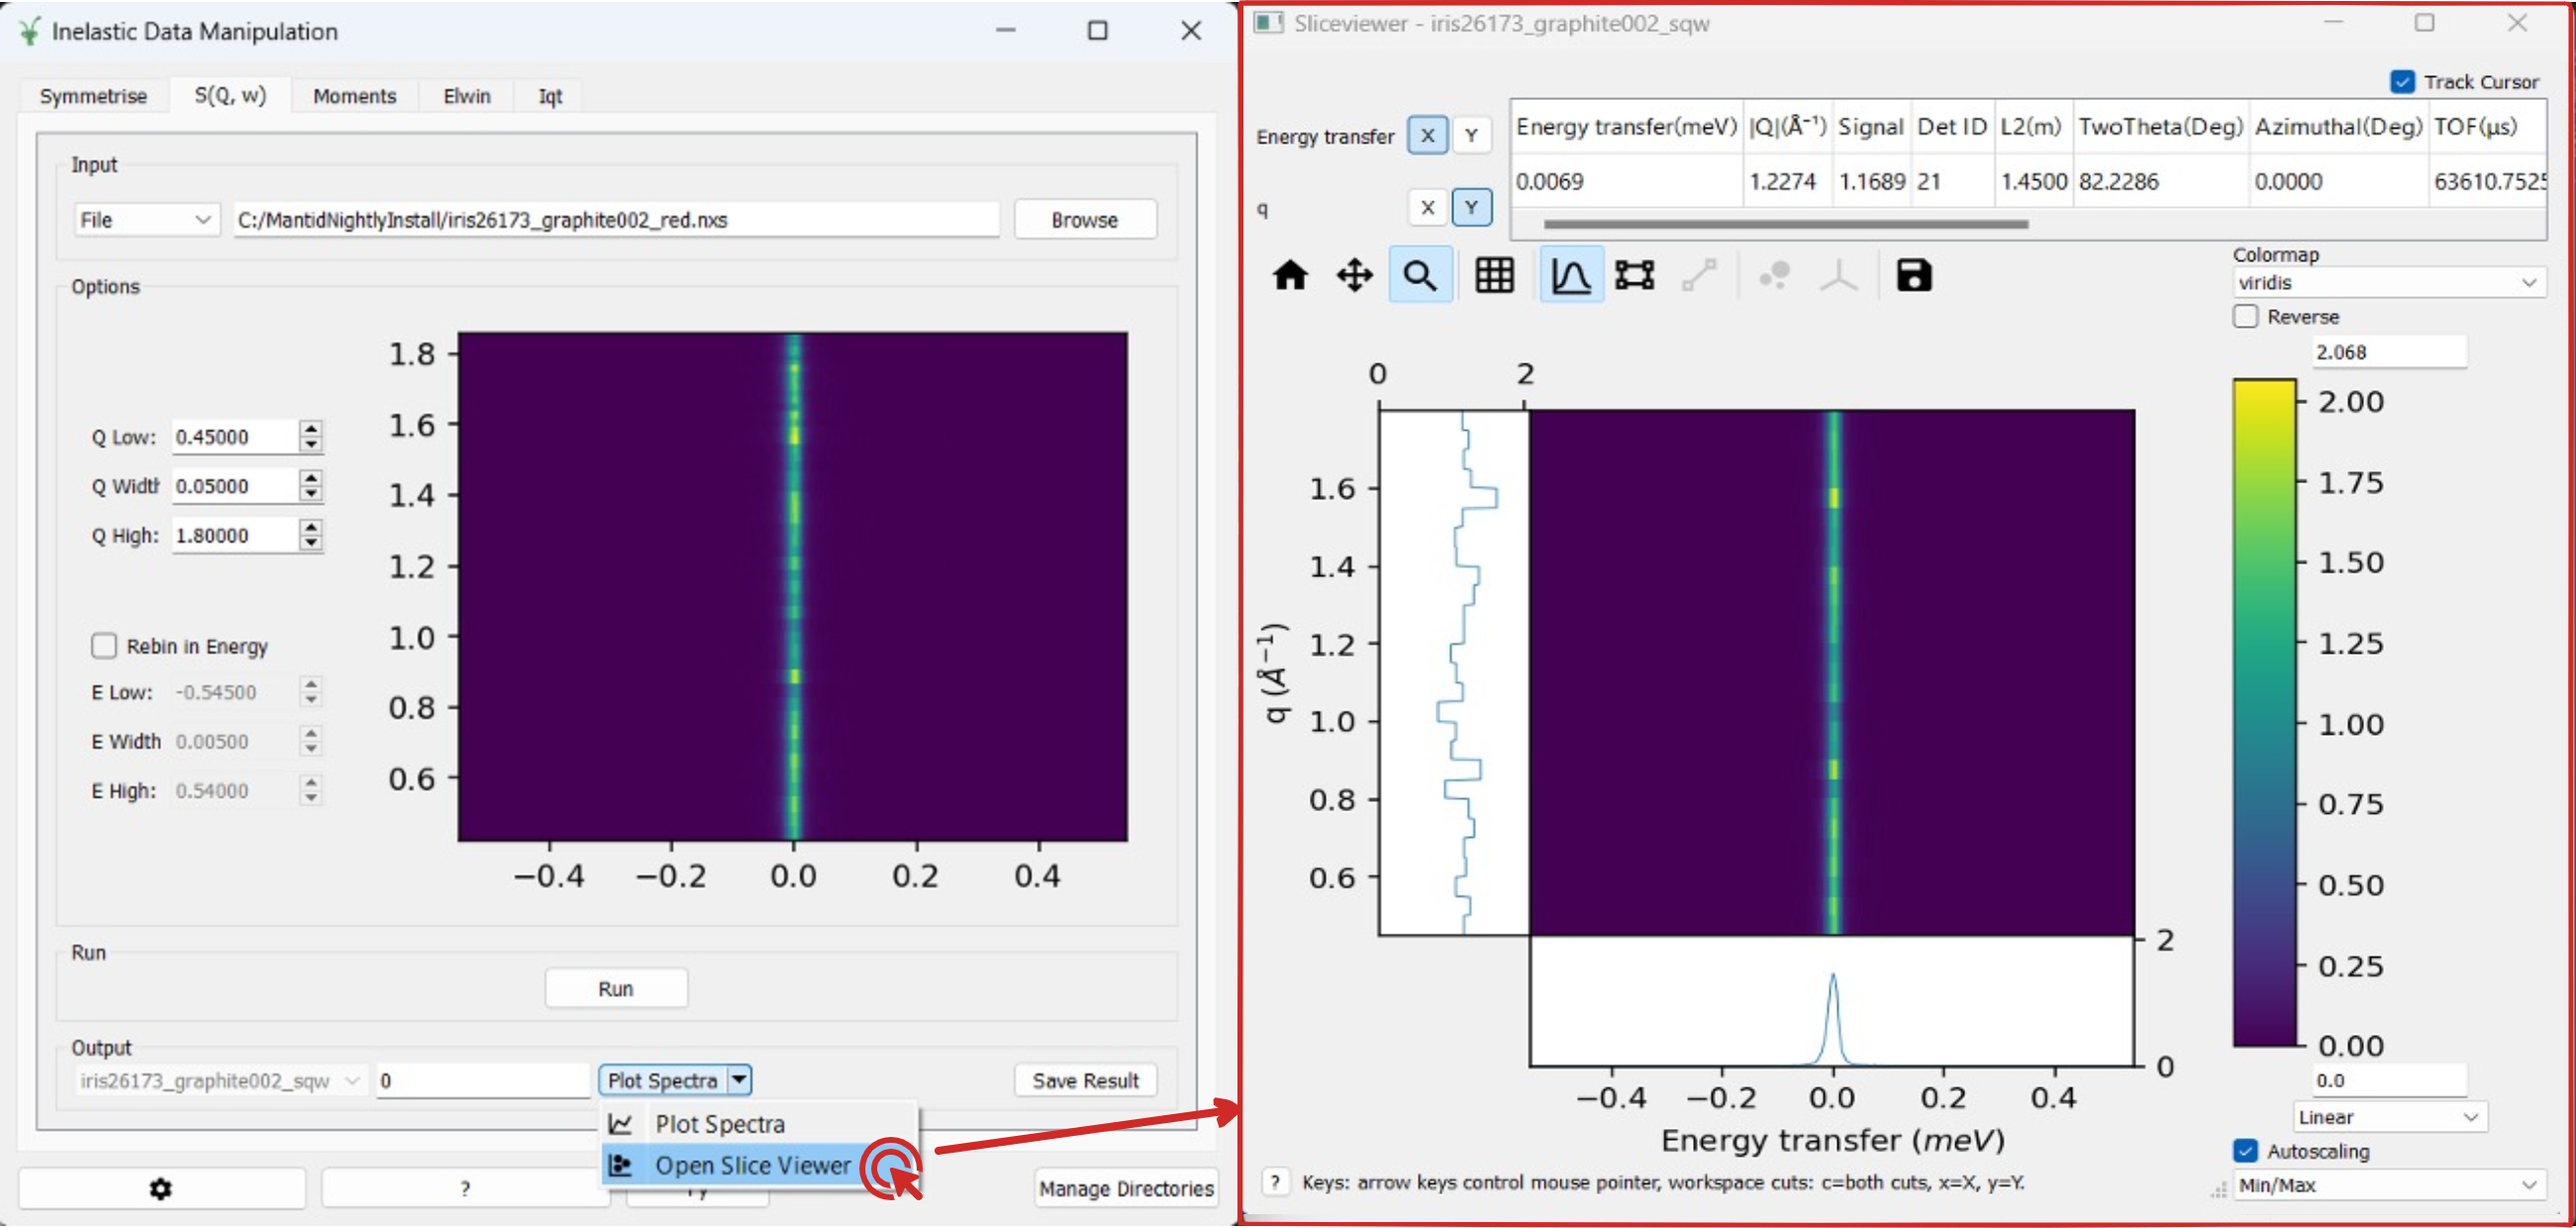 Inelastic Data Manipulation
Symmetrise S(Q, w) Moments Elwin Iqt
Input
File C:/MantidNightlyInstall/iris26173_graphite002_red.nxs Browse
Options
1.8
1.6
1.4
1.2
1.0
0.8
0.6
−0.4 −0.2 0.0 0.2 0.4
Q Low: 0.45000
Q Width 0.05000
Q High: 1.80000
Rebin in Energy
E Low: -0.54500
E Width 0.00500
E High: 0.54000
Run
Run
Output
iris26173_graphite002_sqw 0 Plot Spectra Save Result
Plot Spectra
Open Slice Viewer
? Manage Directories
Sliceviewer - iris26173_graphite002_sqw
Track Cursor
Energy transfer X Y
q X Y
Energy transfer(meV) |Q|(Å⁻¹) Signal Det ID L2(m) TwoTheta(Deg) Azimuthal(Deg) TOF(μs)
0.0069 1.2274 1.1689 21 1.4500 82.2286 0.0000 63610.7525
Colormap
viridis
Reverse
2.068
0 2
1.6
1.4
1.2
1.0
0.8
0.6
q (Å⁻¹)
2
0
−0.4 −0.2 0.0 0.2 0.4
Energy transfer (meV)
2.00
1.75
1.50
1.25
1.00
0.75
0.50
0.25
0.00
0.0
Linear
Autoscaling
Min/Max
? Keys: arrow keys control mouse pointer, workspace cuts: c=both cuts, x=X, y=Y.